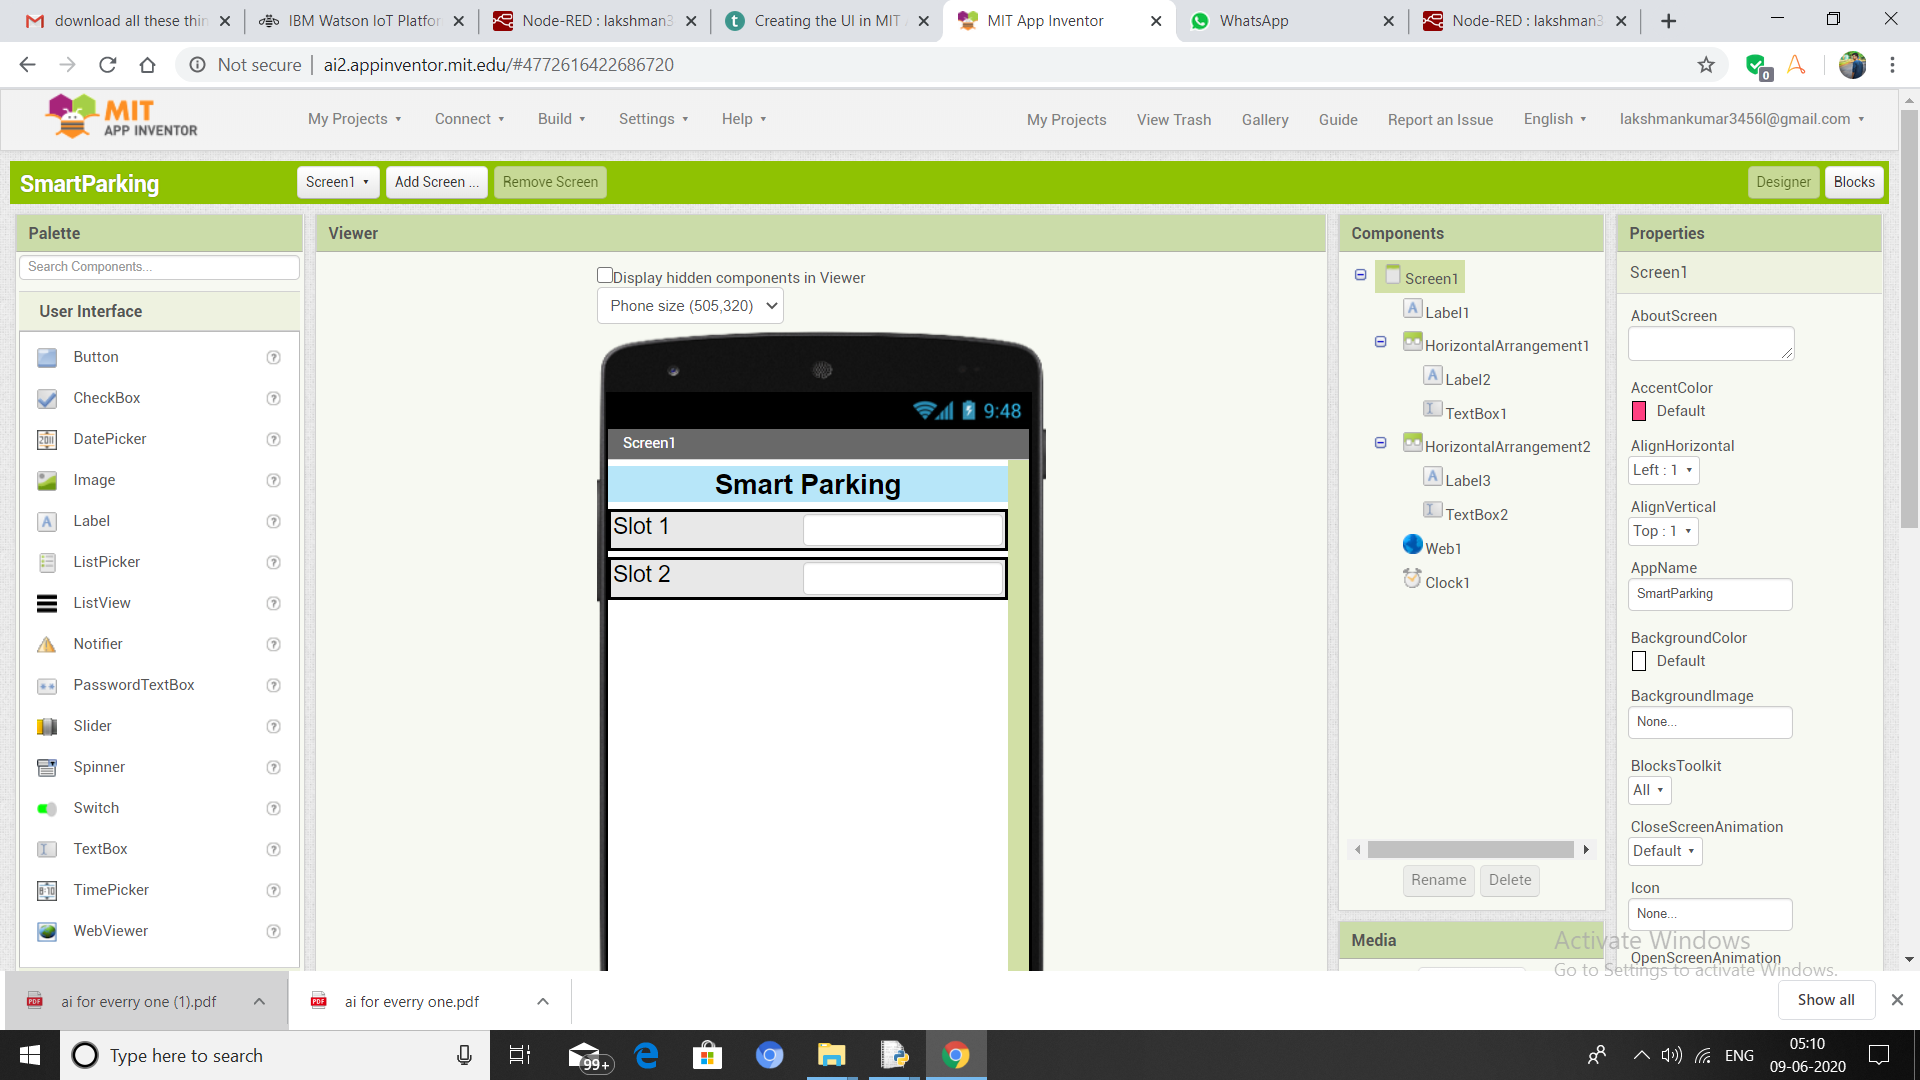 download all these thin
IBM Watson IoT Platfor
Node-RED : lakshman3
Creating the UI in MIT
MIT App Inventor
WhatsApp
Node-RED : lakshman3
Not secure
ai2.appinventor.mit.edu/#4772616422686720
0
MIT
APP INVENTOR
My Projects
Connect
Build
Settings
Help
My Projects
View Trash
Gallery
Guide
Report an Issue
English
lakshmankumar3456l@gmail.com
SmartParking
Screen1
Add Screen ...
Remove Screen
Designer
Blocks
Palette
Search Components...
User Interface
Button
CheckBox
DatePicker
Image
Label
ListPicker
ListView
Notifier
PasswordTextBox
Slider
Spinner
Switch
TextBox
TimePicker
WebViewer
Viewer
Display hidden components in Viewer
Phone size (505,320)
9:48
Screen1
Smart Parking
Slot 1
Slot 2
Components
Screen1
Label1
HorizontalArrangement1
Label2
TextBox1
HorizontalArrangement2
Label3
TextBox2
Web1
Clock1
Rename
Delete
Media
Properties
Screen1
AboutScreen
AccentColor
Default
AlignHorizontal
Left : 1
AlignVertical
Top : 1
AppName
SmartParking
BackgroundColor
Default
BackgroundImage
None...
BlocksToolkit
All
CloseScreenAnimation
Default
Icon
None...
OpenScreenAnimation
Activate Windows
Go to Settings to activate Windows.
ai for everry one (1).pdf
ai for everry one.pdf
Show all
Type here to search
99+
ENG
05:10
09-06-2020